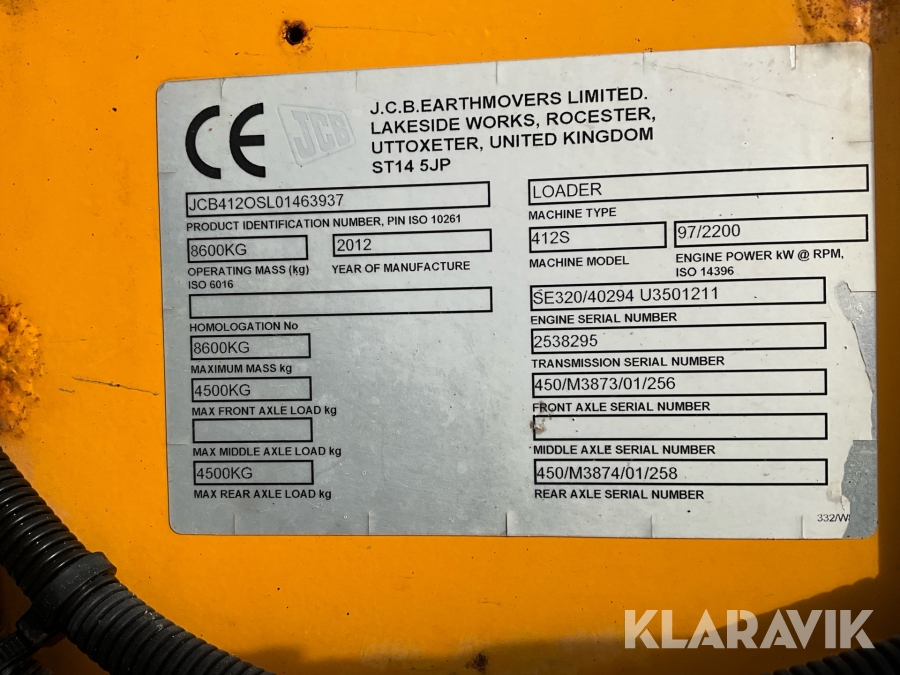 CE
JCB
J.C.B.EARTHMOVERS LIMITED.
LAKESIDE WORKS, ROCESTER,
UTTOXETER, UNITED KINGDOM
ST14 5JP
JCB412OSL01463937
PRODUCT IDENTIFICATION NUMBER, PIN ISO 10261
8600KG
OPERATING MASS (kg)
ISO 6016
2012
YEAR OF MANUFACTURE
HOMOLOGATION No
8600KG
MAXIMUM MASS kg
4500KG
MAX FRONT AXLE LOAD kg
MAX MIDDLE AXLE LOAD kg
4500KG
MAX REAR AXLE LOAD kg
LOADER
MACHINE TYPE
412S
MACHINE MODEL
97/2200
ENGINE POWER kW @ RPM,
ISO 14396
SE320/40294 U3501211
ENGINE SERIAL NUMBER
2538295
TRANSMISSION SERIAL NUMBER
450/M3873/01/256
FRONT AXLE SERIAL NUMBER
MIDDLE AXLE SERIAL NUMBER
450/M3874/01/258
REAR AXLE SERIAL NUMBER
KLARAVIK